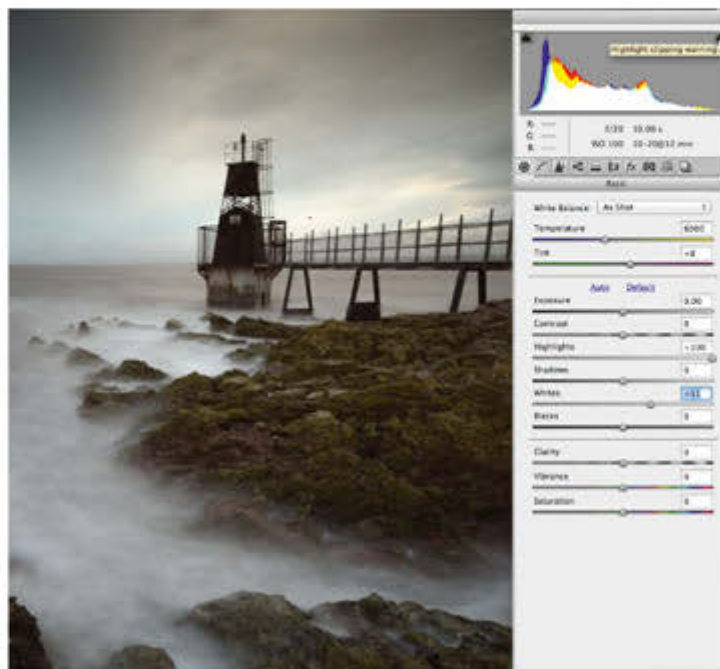 Highlight clipping warning
R: ---
G: ---
B: ---
f/20 10.00 s
ISO 100 10-20@12 mm
fx
Basic
White Balance: As Shot
Temperature 6000
Tint
Auto Default
Exposure 0.00
Contrast 0
Highlights +100
Shadows 0
Whites
Blacks 0
Clarity 0
Vibrance 0
Saturation 0